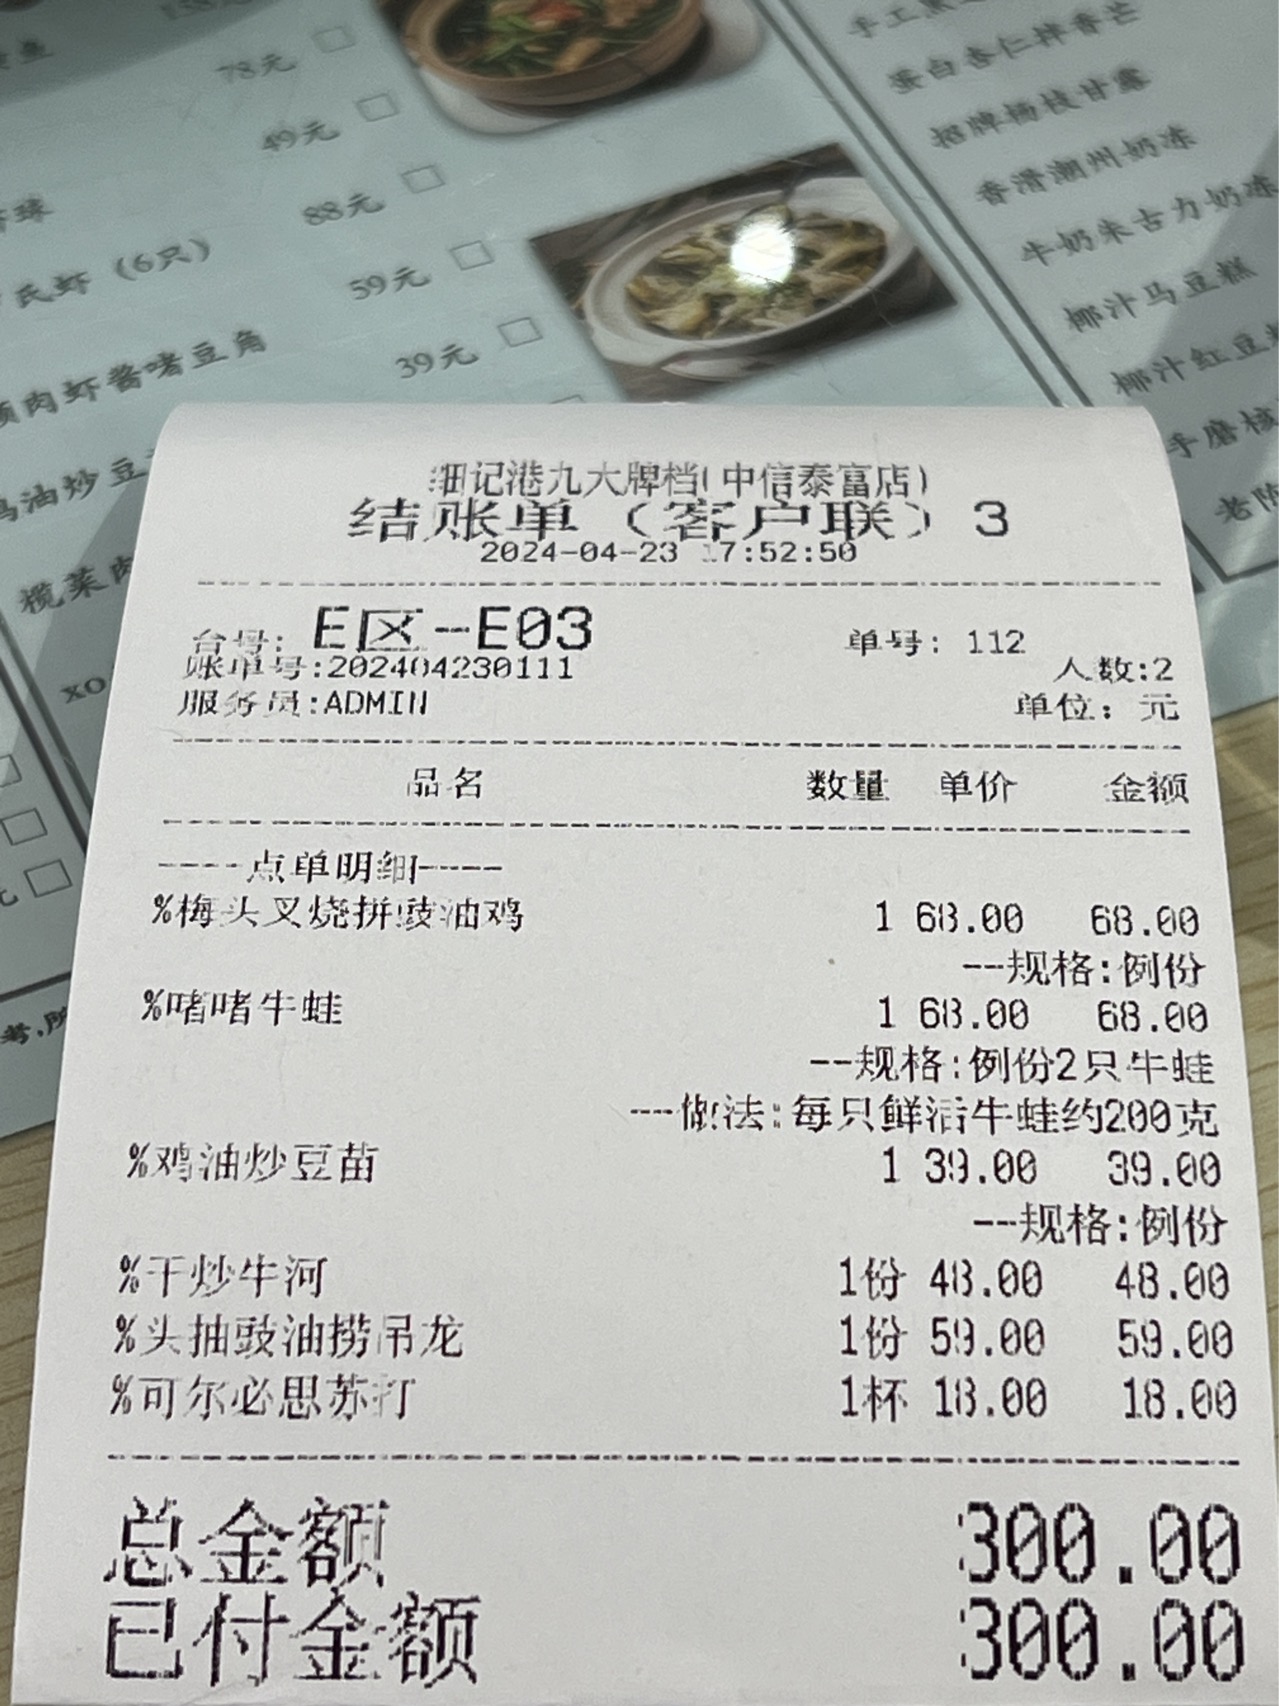 78元
49元
88元
氏虾（6只）
59元
肉虾酱啫豆角
39元
油炒豆
榄菜肉
XO
蛋白杏仁拌香芒
招牌杨枝甘露
香滑潮州奶冻
牛奶朱古力奶冻
椰汁马豆糕
椰汁红豆
手磨核
老陈
细记港九大牌档(中信泰富店)
结账单（客户联）3
2024-04-23 17:52:50
台号: E区-E03 单号: 112
账单号:202404230111 人数:2
服务员:ADMIN 单位: 元
品名 数量 单价 金额
----点单明细----
%梅头叉烧拼豉油鸡 1 68.00 68.00
--规格:例份
%啫啫牛蛙 1 68.00 68.00
--规格:例份2只牛蛙
--做法:每只鲜活牛蛙约200克
%鸡油炒豆苗 1 39.00 39.00
--规格:例份
%干炒牛河 1份 48.00 48.00
%头抽豉油捞吊龙 1份 59.00 59.00
%可尔必思苏打 1杯 18.00 18.00
总金额 300.00
已付金额 300.00